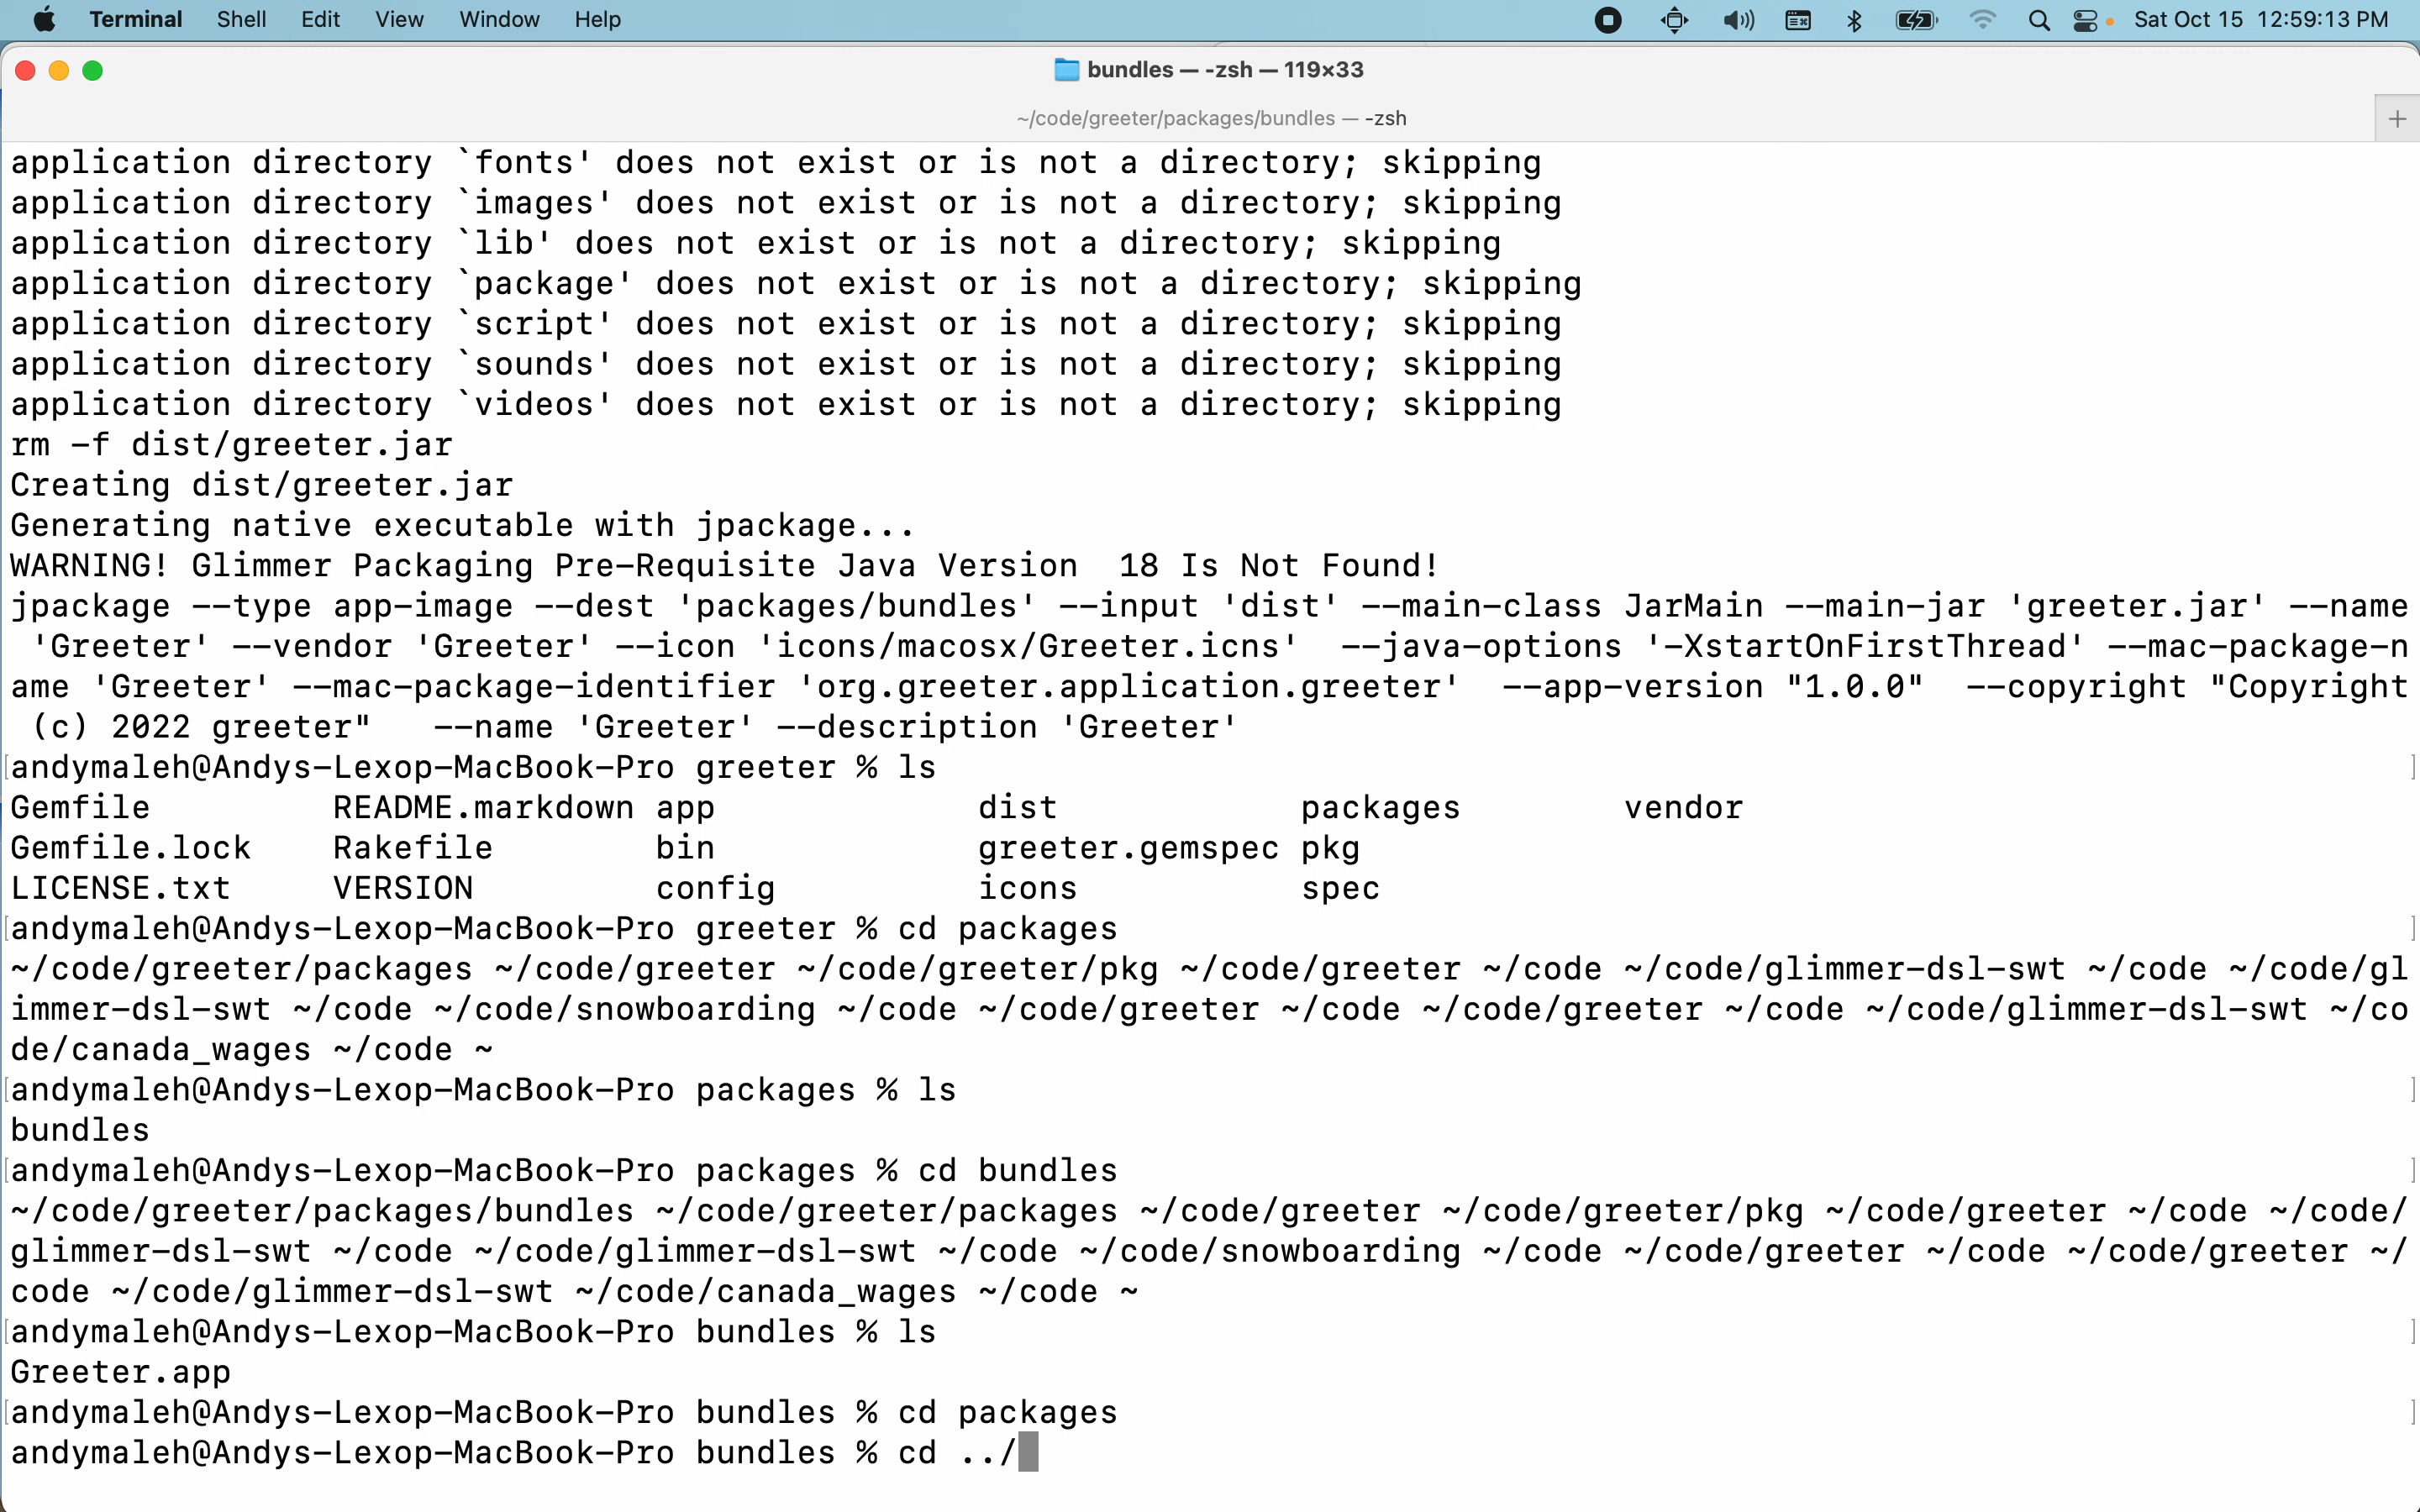 Terminal Shell Edit View Window Help Sat Oct 15 12:59:13 PM
bundles — -zsh — 119×33
~/code/greeter/packages/bundles — -zsh
application directory `fonts' does not exist or is not a directory; skipping
application directory `images' does not exist or is not a directory; skipping
application directory `lib' does not exist or is not a directory; skipping
application directory `package' does not exist or is not a directory; skipping
application directory `script' does not exist or is not a directory; skipping
application directory `sounds' does not exist or is not a directory; skipping
application directory `videos' does not exist or is not a directory; skipping
rm -f dist/greeter.jar
Creating dist/greeter.jar
Generating native executable with jpackage...
WARNING! Glimmer Packaging Pre-Requisite Java Version  18 Is Not Found!
jpackage --type app-image --dest 'packages/bundles' --input 'dist' --main-class JarMain --main-jar 'greeter.jar' --name
 'Greeter' --vendor 'Greeter' --icon 'icons/macosx/Greeter.icns'  --java-options '-XstartOnFirstThread' --mac-package-n
ame 'Greeter' --mac-package-identifier 'org.greeter.application.greeter'  --app-version "1.0.0"  --copyright "Copyright
 (c) 2022 greeter"   --name 'Greeter' --description 'Greeter'
[andymaleh@Andys-Lexop-MacBook-Pro greeter % ls ]
Gemfile         README.markdown app             dist            packages        vendor
Gemfile.lock    Rakefile        bin             greeter.gemspec pkg
LICENSE.txt     VERSION         config          icons           spec
[andymaleh@Andys-Lexop-MacBook-Pro greeter % cd packages ]
~/code/greeter/packages ~/code/greeter ~/code/greeter/pkg ~/code/greeter ~/code ~/code/glimmer-dsl-swt ~/code ~/code/gl
immer-dsl-swt ~/code ~/code/snowboarding ~/code ~/code/greeter ~/code ~/code/greeter ~/code ~/code/glimmer-dsl-swt ~/co
de/canada_wages ~/code ~
[andymaleh@Andys-Lexop-MacBook-Pro packages % ls ]
bundles
[andymaleh@Andys-Lexop-MacBook-Pro packages % cd bundles ]
~/code/greeter/packages/bundles ~/code/greeter/packages ~/code/greeter ~/code/greeter/pkg ~/code/greeter ~/code ~/code/
glimmer-dsl-swt ~/code ~/code/glimmer-dsl-swt ~/code ~/code/snowboarding ~/code ~/code/greeter ~/code ~/code/greeter ~/
code ~/code/glimmer-dsl-swt ~/code/canada_wages ~/code ~
[andymaleh@Andys-Lexop-MacBook-Pro bundles % ls ]
Greeter.app
[andymaleh@Andys-Lexop-MacBook-Pro bundles % cd packages ]
andymaleh@Andys-Lexop-MacBook-Pro bundles % cd ../